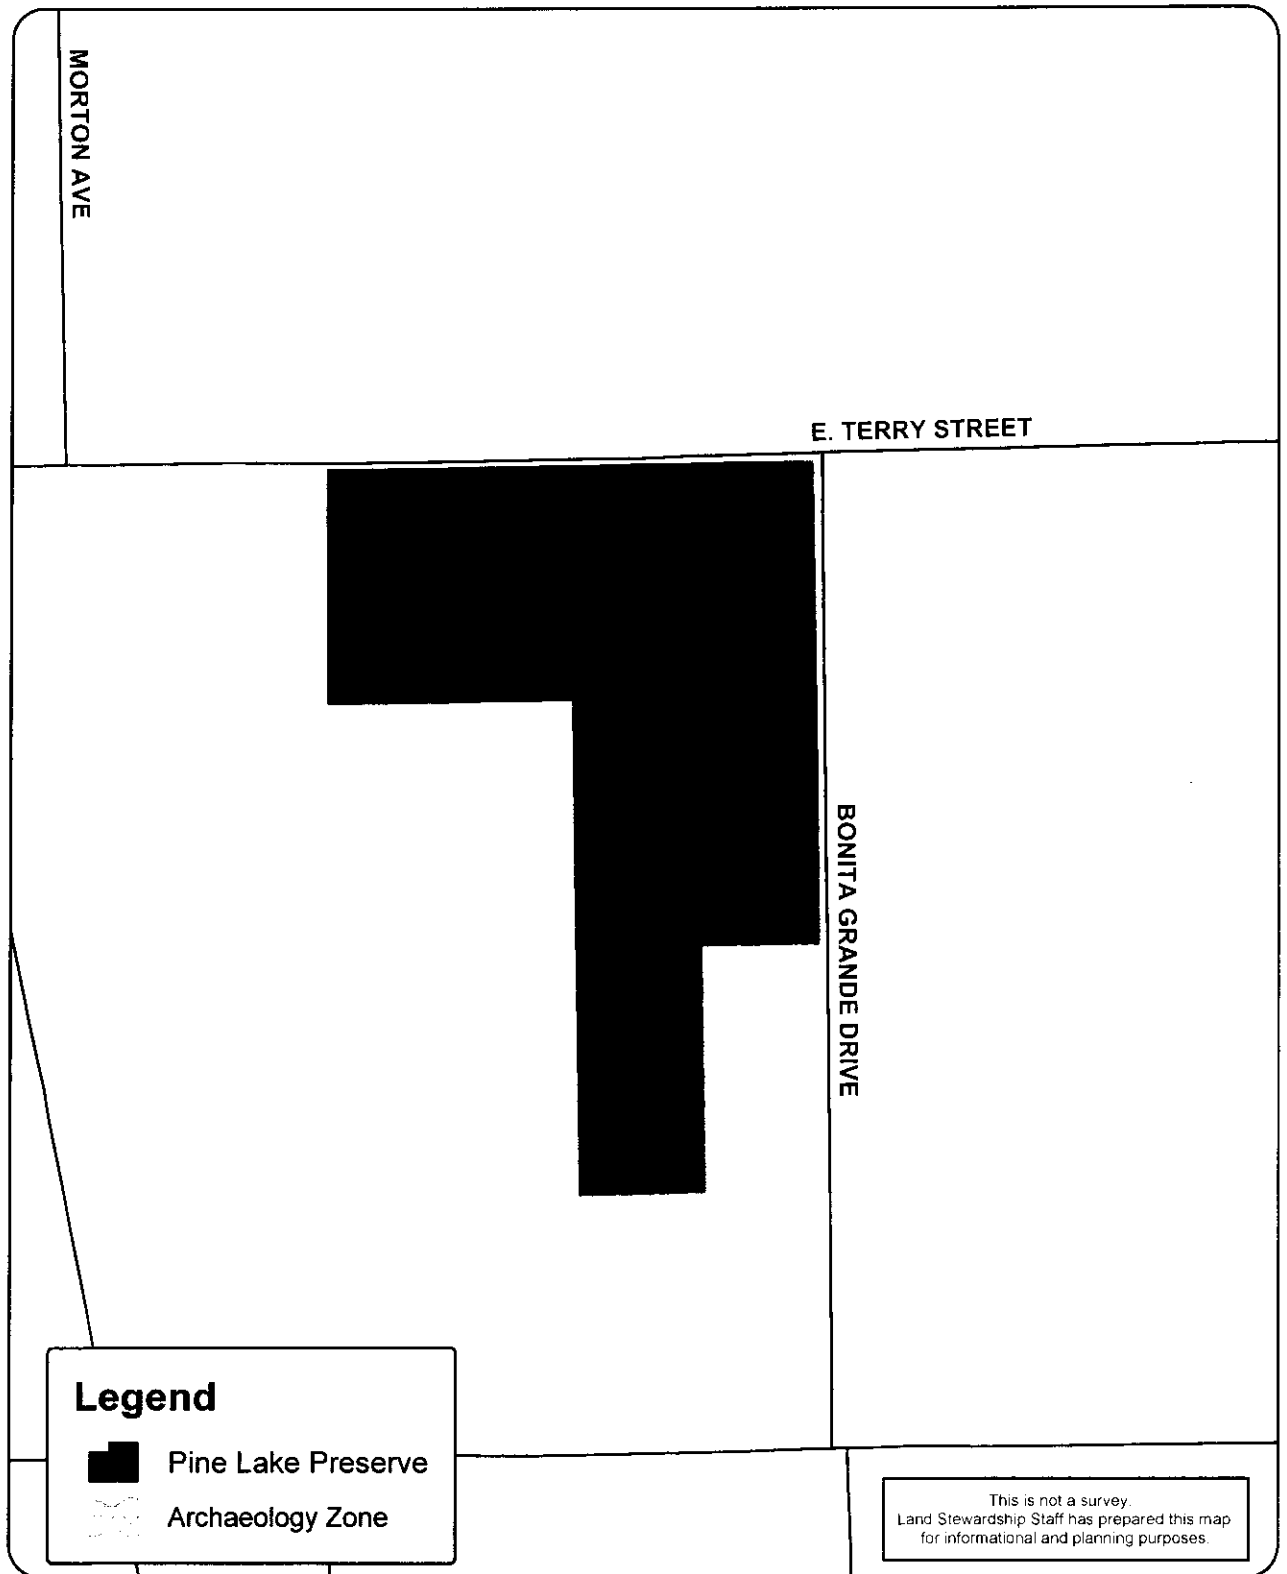 MORTON AVE
E. TERRY STREET
BONITA GRANDE DRIVE
Legend
Pine Lake Preserve
Archaeology Zone
This is not a survey.
Land Stewardship Staff has prepared this map
for informational and planning purposes.